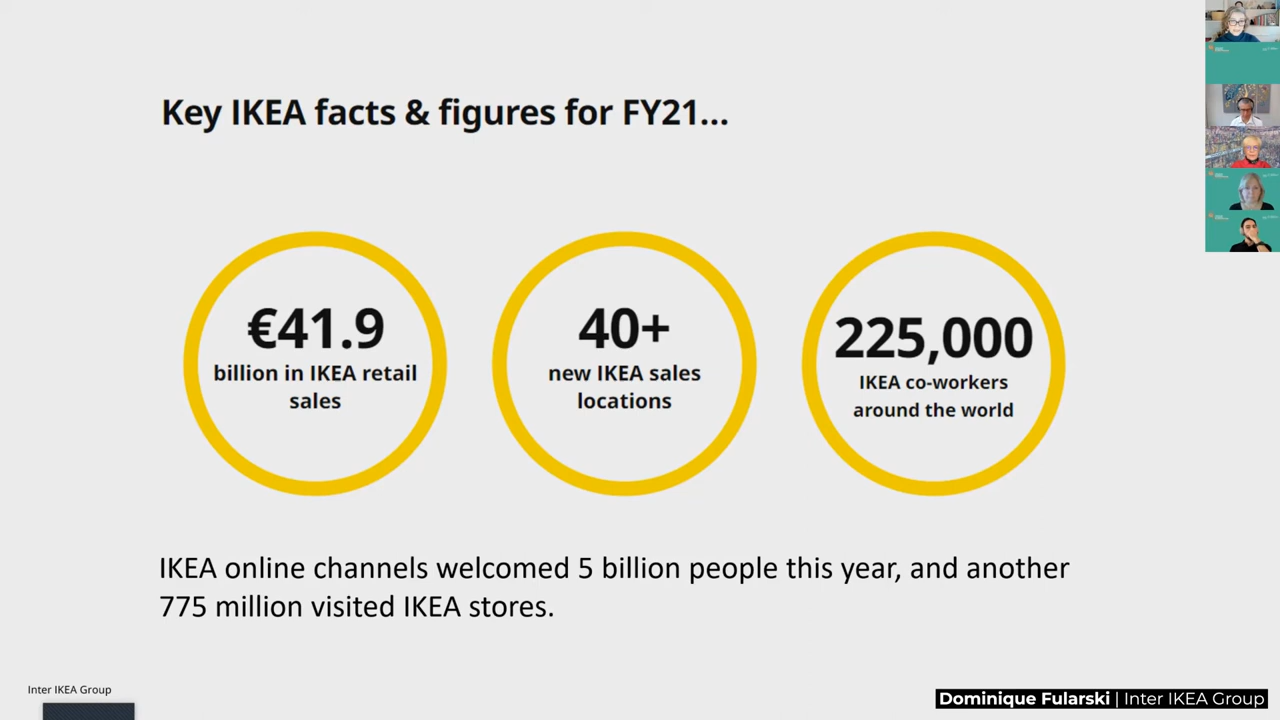 Key IKEA facts & figures for FY21...
€41.9
billion in IKEA retail
sales
40+
new IKEA sales
locations
225,000
IKEA co-workers
around the world
IKEA online channels welcomed 5 billion people this year, and another
775 million visited IKEA stores.
Inter IKEA Group
Dominique Fularski | Inter IKEA Group